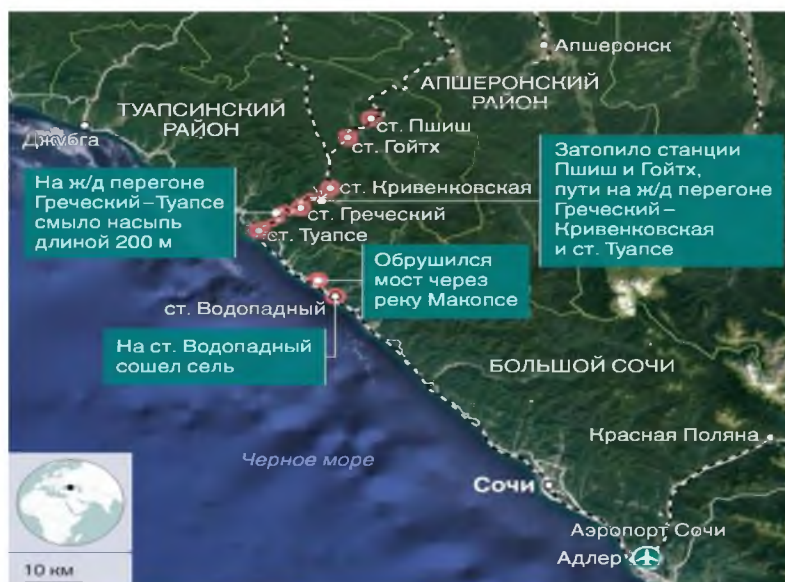 Апшеронск
АПШЕРОНСКИЙ
РАЙОН
ТУАПСИНСКИЙ
РАЙОН
Джубга
ст. Пшиш
ст. Гойтх
На ж/д перегоне
Греческий–Туапсе
смыло насыпь
длиной 200 м
ст. Кривенковская
ст. Греческий
ст. Туапсе
Затопило станции
Пшиш и Гойтх,
пути на ж/д перегоне
Греческий–
Кривенковская
и ст. Туапсе
Обрушился
мост через
реку Макопсе
ст. Водопадный
На ст. Водопадный
сошел сель
БОЛЬШОЙ СОЧИ
Красная Поляна
Черное море
Сочи
Аэропорт Сочи
Адлер
10 км